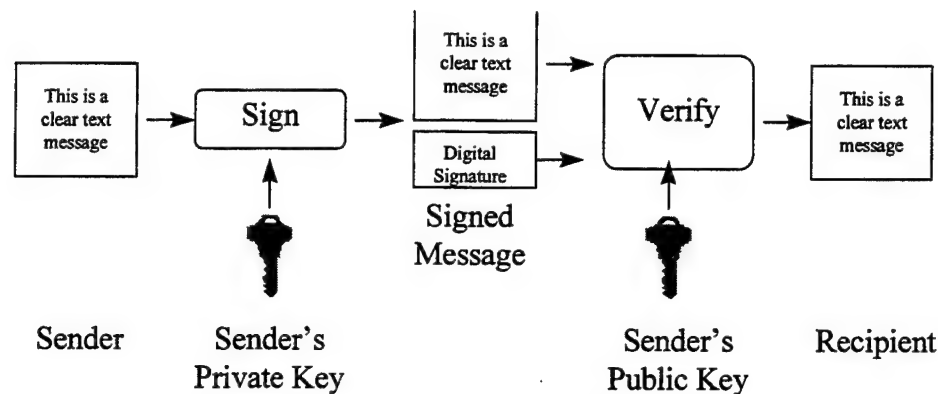 This is a
clear text
message
Sign
This is a
clear text
message
Digital
Signature
Signed
Message
Verify
This is a
clear text
message
Sender
Sender's
Private Key
Sender's
Public Key
Recipient